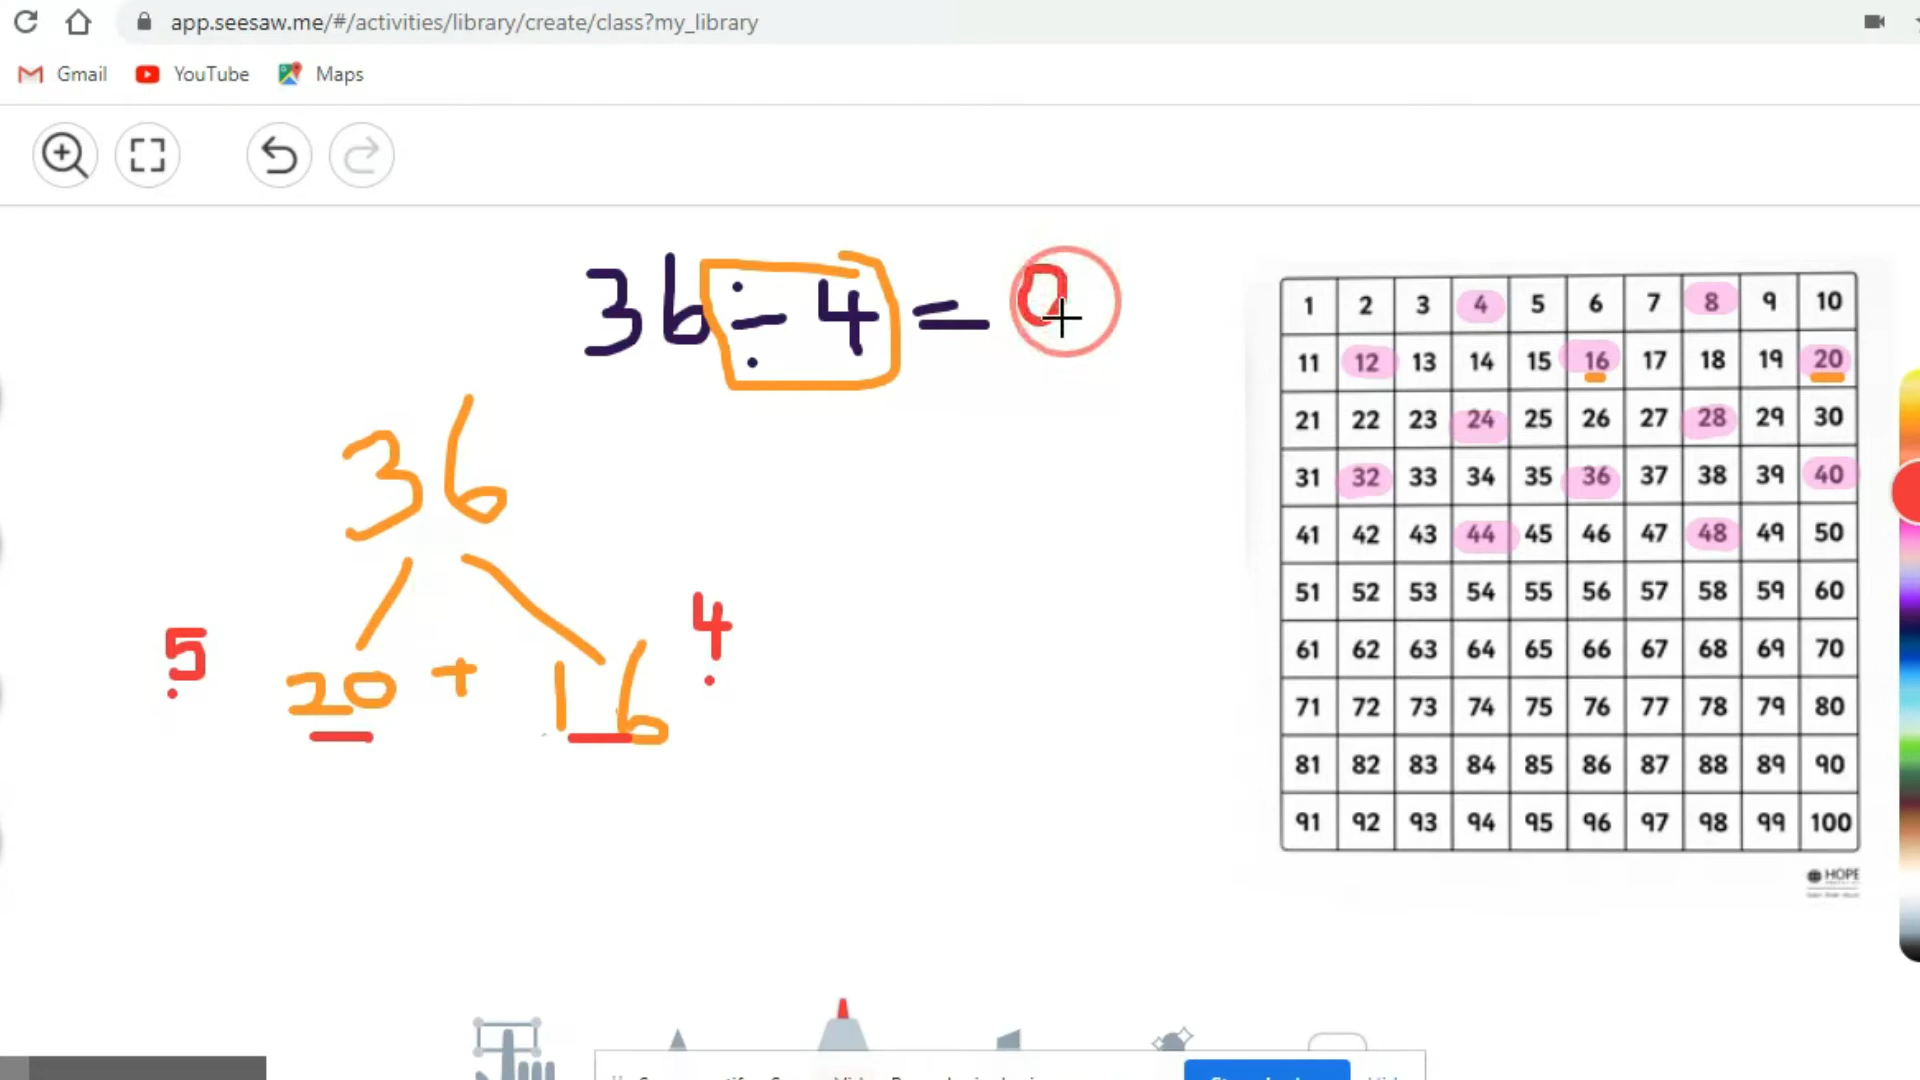 app.seesaw.me/#/activities/library/create/class?my_library
Gmail YouTube Maps
36 ÷ 4 =
36
5 20 + 16 4
1 2 3 4 5 6 7 8 9 10
11 12 13 14 15 16 17 18 19 20
21 22 23 24 25 26 27 28 29 30
31 32 33 34 35 36 37 38 39 40
41 42 43 44 45 46 47 48 49 50
51 52 53 54 55 56 57 58 59 60
61 62 63 64 65 66 67 68 69 70
71 72 73 74 75 76 77 78 79 80
81 82 83 84 85 86 87 88 89 90
91 92 93 94 95 96 97 98 99 100
HOPE